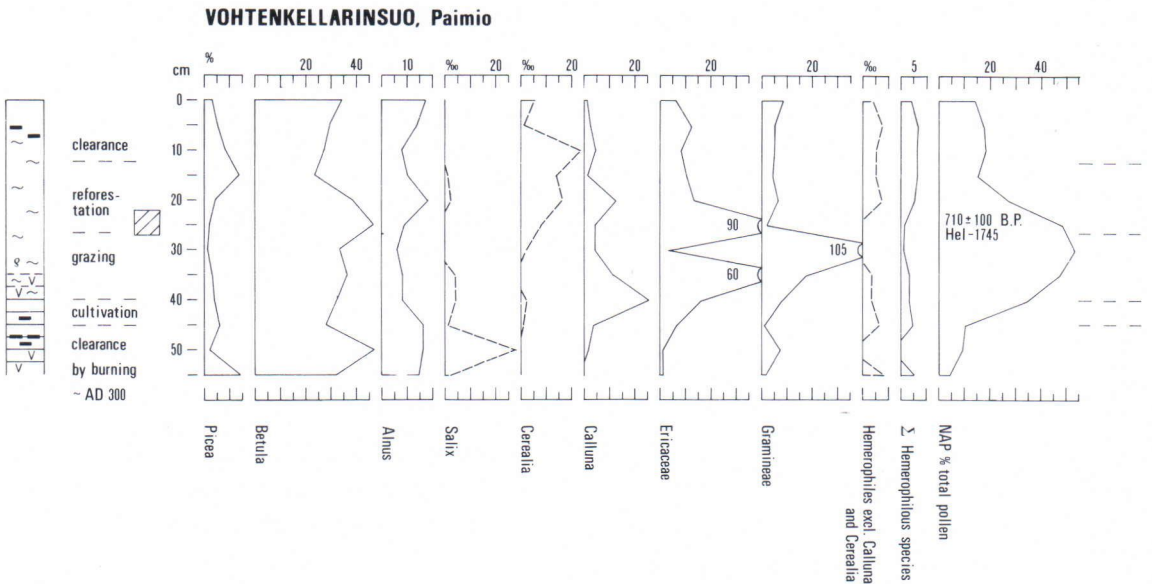 VOHTENKELLARINSUO, Paimio
% 20 40 10 ‰ 20 ‰ 20 20 20 20 ‰ 5 20 40
cm
0
10
20
30
40
50
clearance
refores-
tation
grazing
cultivation
clearance
by burning
~ AD 300
90
60
105
710 ± 100 B.P.
Hel-1745
Picea
Betula
Alnus
Salix
Cerealia
Calluna
Ericaceae
Gramineae
Hemerophiles excl. Calluna
and Cerealia
Σ Hemerophilous species
NAP % total pollen